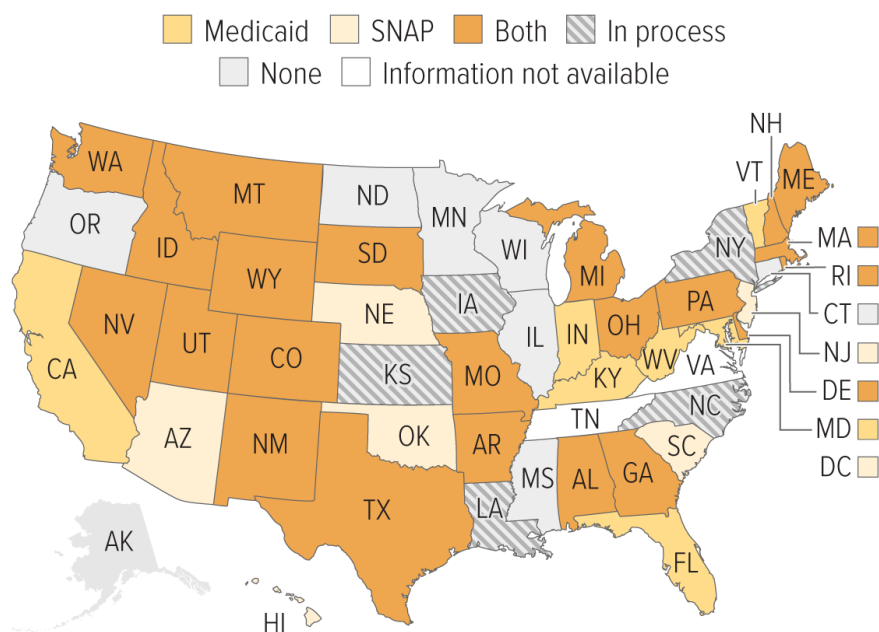 Medicaid SNAP Both In process
None Information not available
NH
VT
WA
ME
MT
ND
MN
OR
MA
ID
SD
WI
NY
WY
MI
RI
IA
PA
NE
CT
NV
IL
IN
OH
UT
NJ
CO
WV
VA
CA
KS
MO
KY
DE
NC
TN
MD
AZ
OK
NM
AR
SC
DC
MS
AL
GA
TX
LA
AK
FL
HI